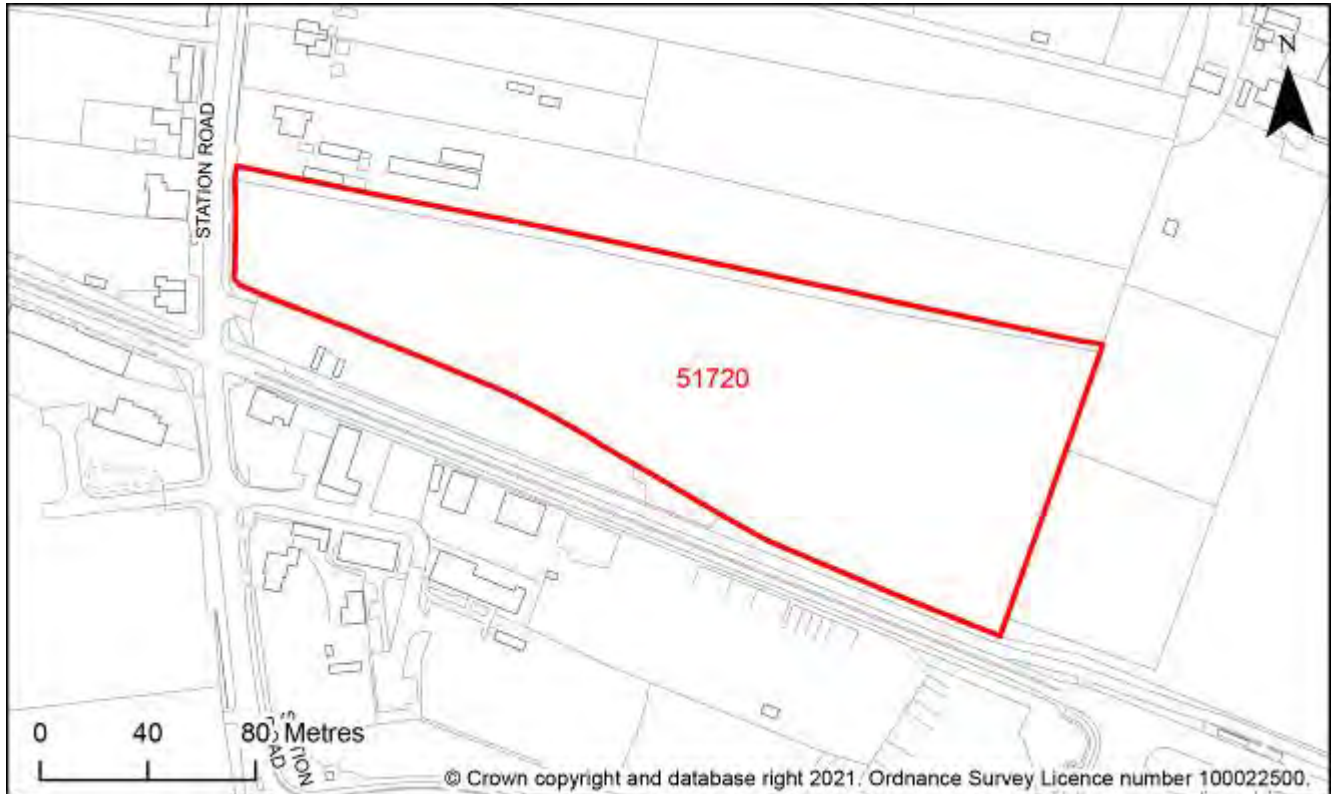 N
STATION ROAD
51720
0 40 80 Metres
STATION
ROAD
© Crown copyright and database right 2021. Ordnance Survey Licence number 100022500.